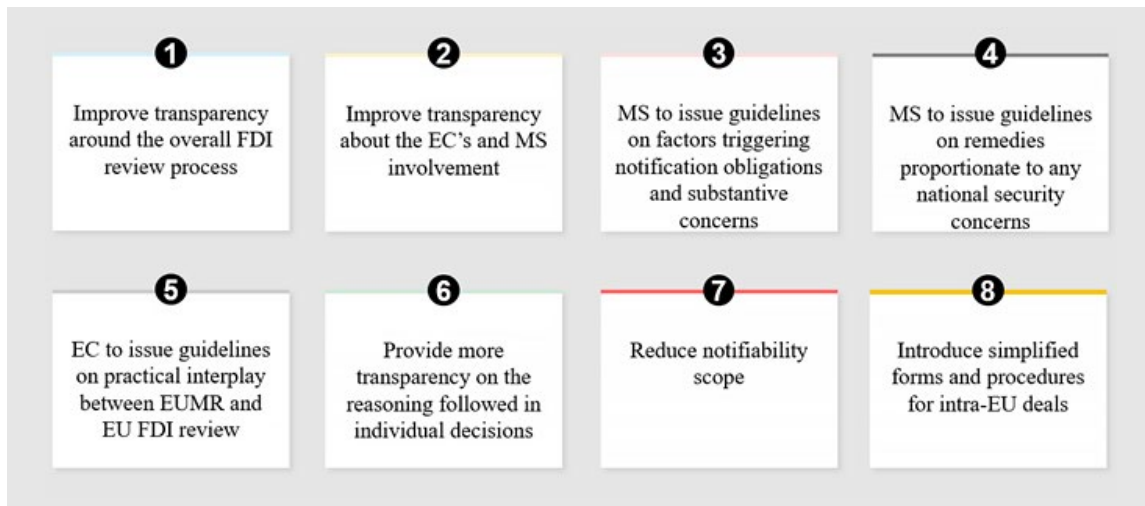 1
Improve transparency
around the overall FDI
review process
2
Improve transparency
about the EC's and MS
involvement
3
MS to issue guidelines
on factors triggering
notification obligations
and substantive
concerns
4
MS to issue guidelines
on remedies
proportionate to any
national security
concerns
5
EC to issue guidelines
on practical interplay
between EUMR and
EU FDI review
6
Provide more
transparency on the
reasoning followed in
individual decisions
7
Reduce notifiability
scope
8
Introduce simplified
forms and procedures
for intra-EU deals